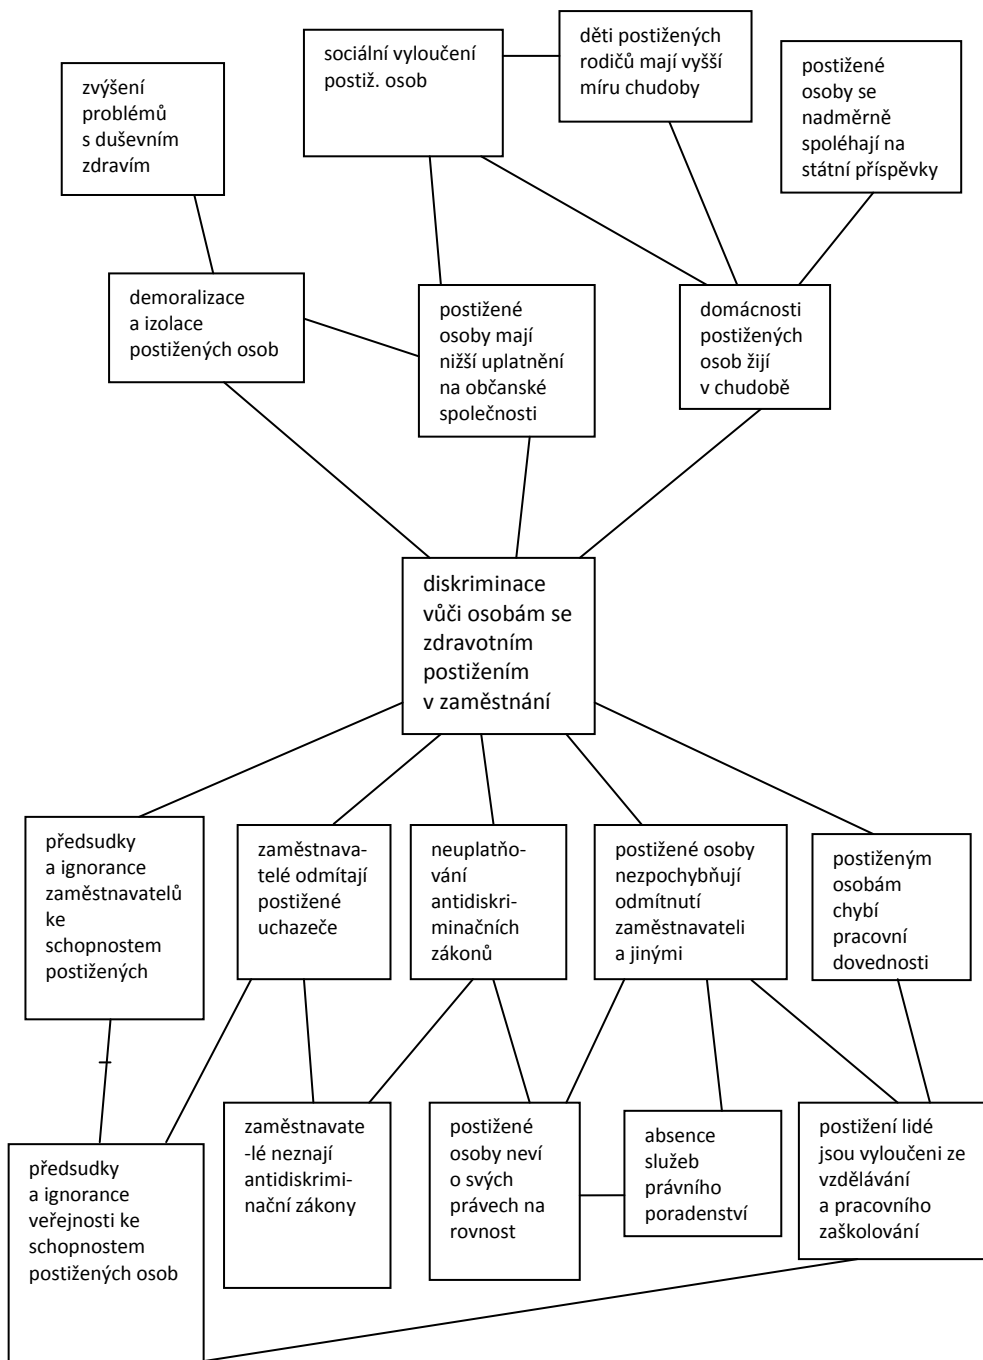 sociální vyloučení
postiž. osob
děti postižených
rodičů mají vyšší
míru chudoby
postižené
osoby se
nadměrně
spoléhají na
státní příspěvky
zvýšení
problémů
s duševním
zdravím
demoralizace
a izolace
postižených osob
postižené
osoby mají
nižší uplatnění
na občanské
společnosti
domácnosti
postižených
osob žijí
v chudobě
diskriminace
vůči osobám se
zdravotním
postižením
v zaměstnání
předsudky
a ignorance
zaměstnavatelů
ke
schopnostem
postižených
zaměstnava-
telé odmítají
postižené
uchazeče
neuplatňo-
vání
antidiskri-
minačních
zákonů
postižené osoby
nezpochybňují
odmítnutí
zaměstnavateli
a jinými
postiženým
osobám
chybí
pracovní
dovednosti
předsudky
a ignorance
veřejnosti ke
schopnostem
postižených osob
zaměstnavate
-lé neznají
antidiskrimi-
nační zákony
postižené
osoby neví
o svých
právech na
rovnost
absence
služeb
právního
poradenství
postižení lidé
jsou vyloučeni ze
vzdělávání
a pracovního
zaškolování